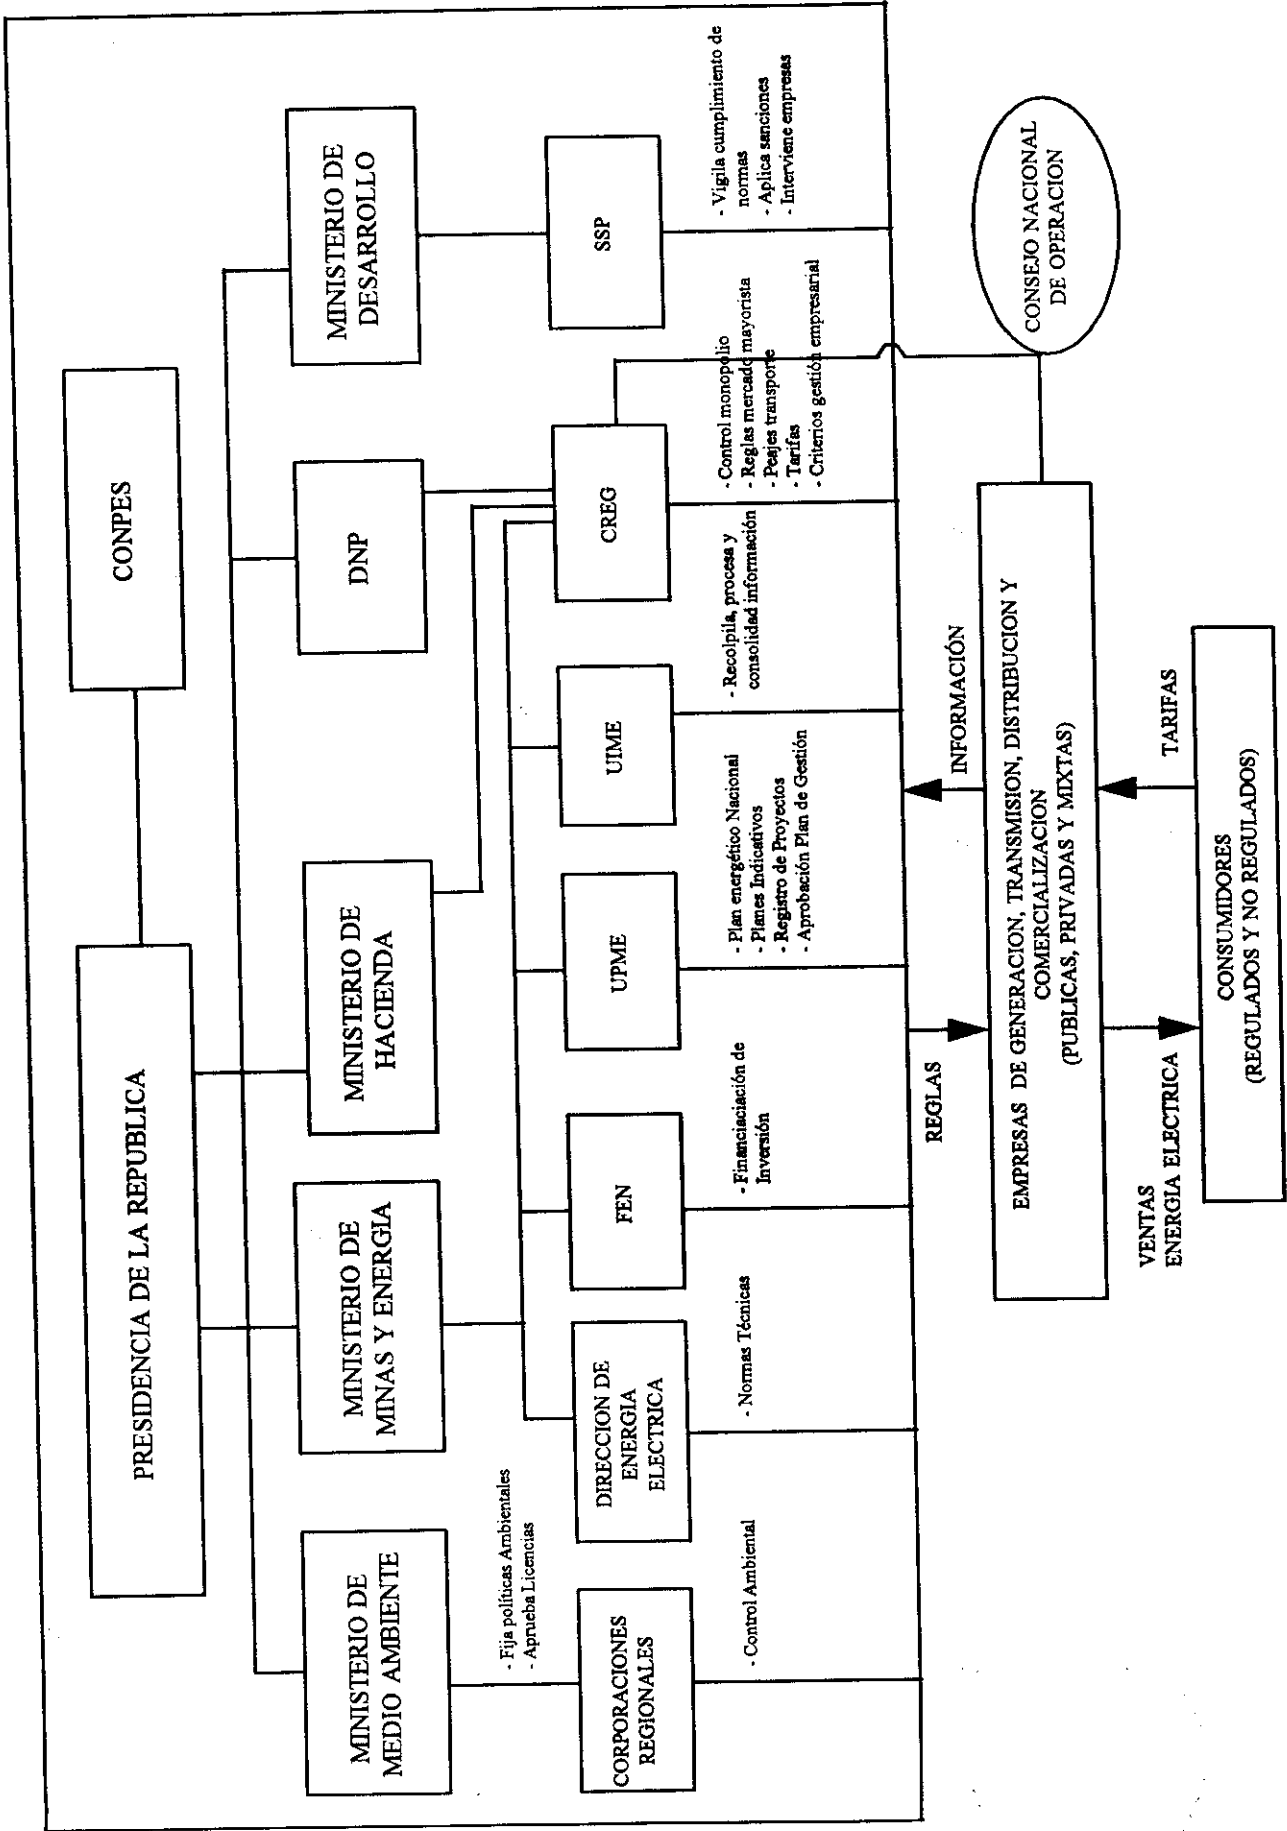 PRESIDENCIA DE LA REPUBLICA
CONPES
MINISTERIO DE
MEDIO AMBIENTE
MINISTERIO DE
MINAS Y ENERGIA
MINISTERIO DE
HACIENDA
DNP
MINISTERIO DE
DESARROLLO
- Fija políticas Ambientales
- Aprueba Licencias
CORPORACIONES
REGIONALES
DIRECCION DE
ENERGIA
ELECTRICA
FEN
UPME
UIME
CREG
SSP
- Control Ambiental
- Normas Técnicas
- Financiación de
Inversión
- Plan energético Nacional
- Planes Indicativos
- Registro de Proyectos
- Aprobación Plan de Gestión
- Recolpila, procesa y
consolidad información
- Control monopolio
- Reglas mercado mayorista
- Peajes transporte
- Tarifas
- Criterios gestión empresarial
- Vigila cumplimiento de
normas
- Aplica sanciones
- Interviene empresas
REGLAS
INFORMACIÓN
CONSEJO NACIONAL
DE OPERACION
EMPRESAS DE GENERACION, TRANSMISION, DISTRIBUCION Y
COMERCIALIZACION
(PUBLICAS, PRIVADAS Y MIXTAS)
VENTAS
ENERGIA ELECTRICA
TARIFAS
CONSUMIDORES
(REGULADOS Y NO REGULADOS)